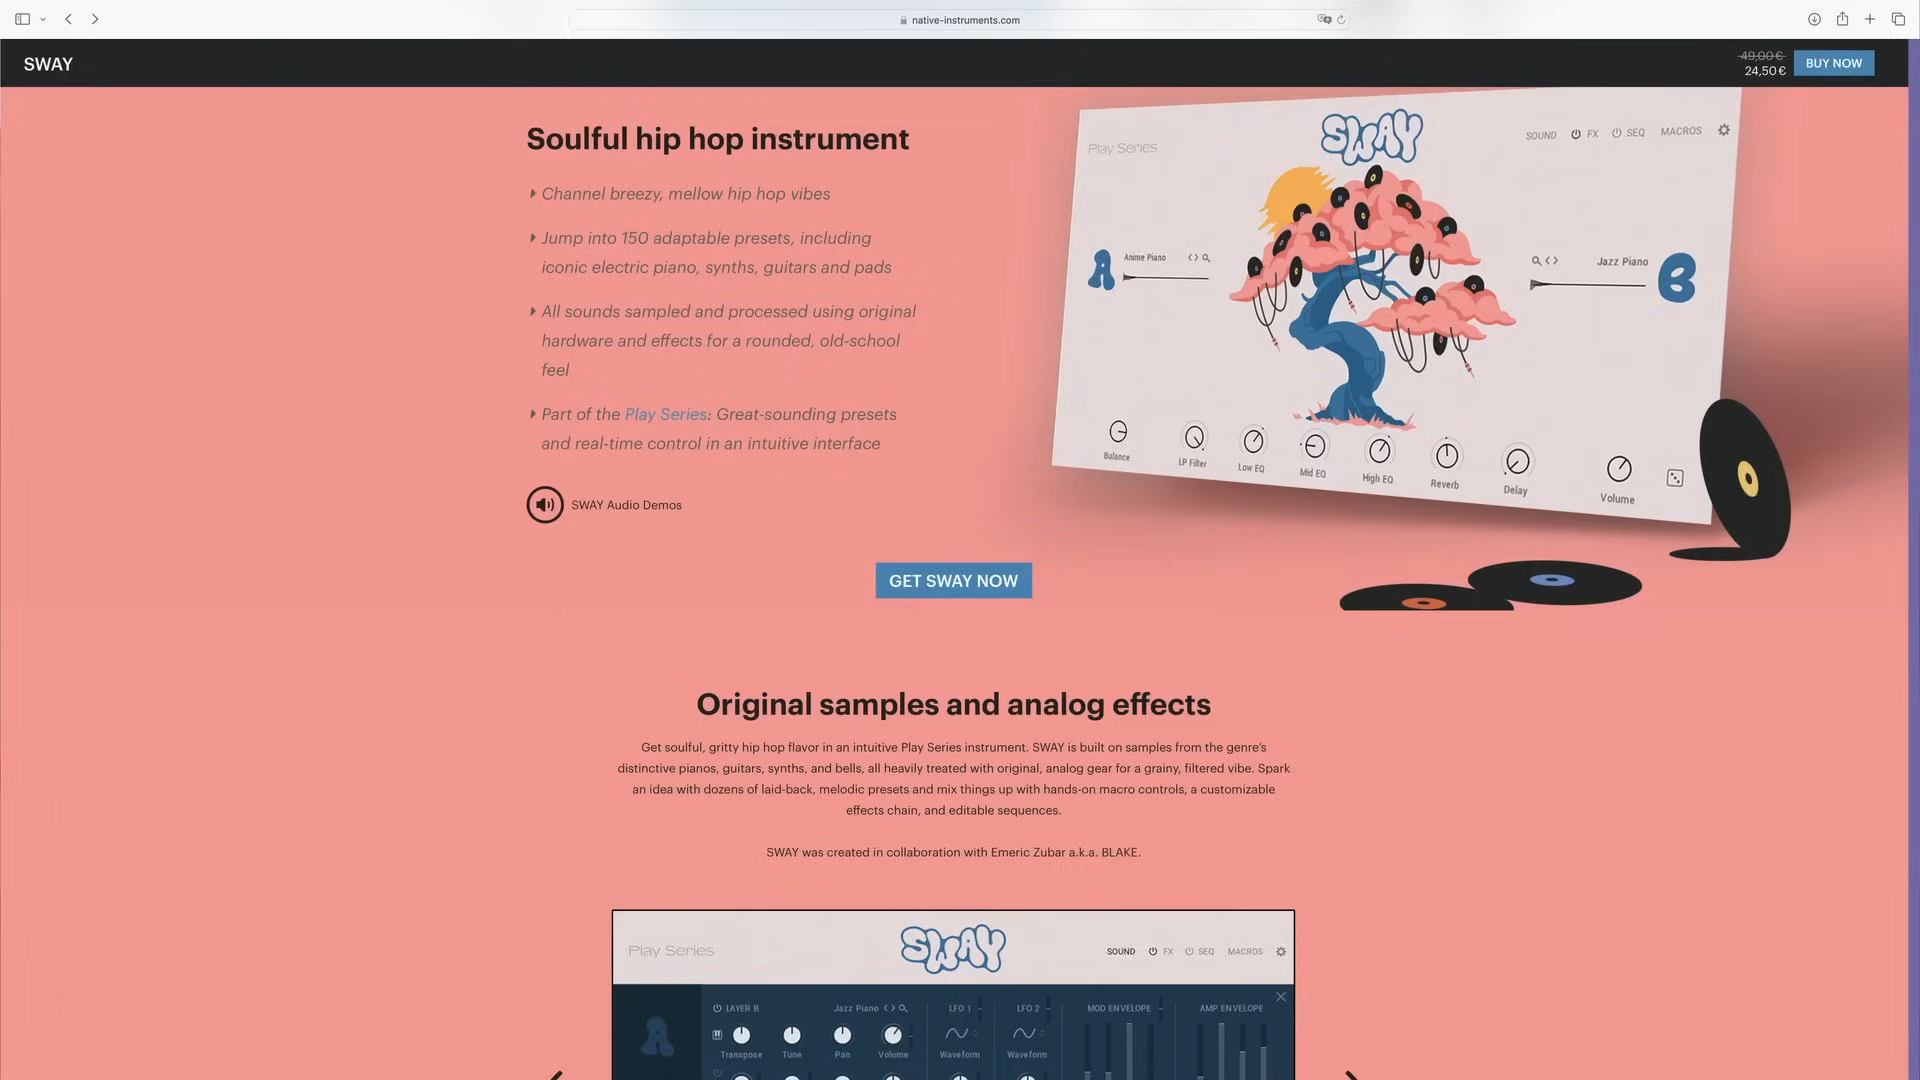 native-instruments.com
SWAY
49,00 €
24,50 €
BUY NOW
Soulful hip hop instrument
Channel breezy, mellow hip hop vibes
Jump into 150 adaptable presets, including
iconic electric piano, synths, guitars and pads
All sounds sampled and processed using original
hardware and effects for a rounded, old-school
feel
Part of the Play Series: Great-sounding presets
and real-time control in an intuitive interface
SWAY Audio Demos
Play Series
SWAY
SOUND
FX
SEQ
MACROS
A
Anime Piano
Jazz Piano
B
Balance
LP Filter
Low EQ
Mid EQ
High EQ
Reverb
Delay
Volume
GET SWAY NOW
Original samples and analog effects
Get soulful, gritty hip hop flavor in an intuitive Play Series instrument. SWAY is built on samples from the genre's
distinctive pianos, guitars, synths, and bells, all heavily treated with original, analog gear for a grainy, filtered vibe. Spark
an idea with dozens of laid-back, melodic presets and mix things up with hands-on macro controls, a customizable
effects chain, and editable sequences.
SWAY was created in collaboration with Emeric Zubar a.k.a. BLAKE.
Play Series
SWAY
SOUND
FX
SEQ
MACROS
A
LAYER B
Jazz Piano
LFO 1
LFO 2
MOD ENVELOPE
AMP ENVELOPE
Transpose
Tune
Pan
Volume
Waveform
Waveform